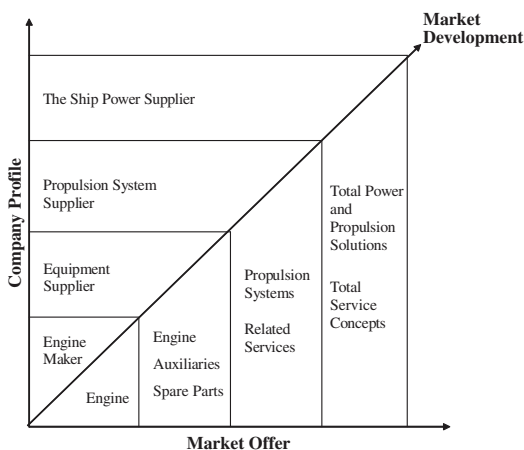 Market
Development
The Ship Power Supplier
Propulsion System
Supplier
Equipment
Supplier
Engine
Maker
Engine
Engine
Auxiliaries
Spare Parts
Propulsion
Systems
Related
Services
Total Power
and
Propulsion
Solutions
Total
Service
Concepts
Company Profile
Market Offer